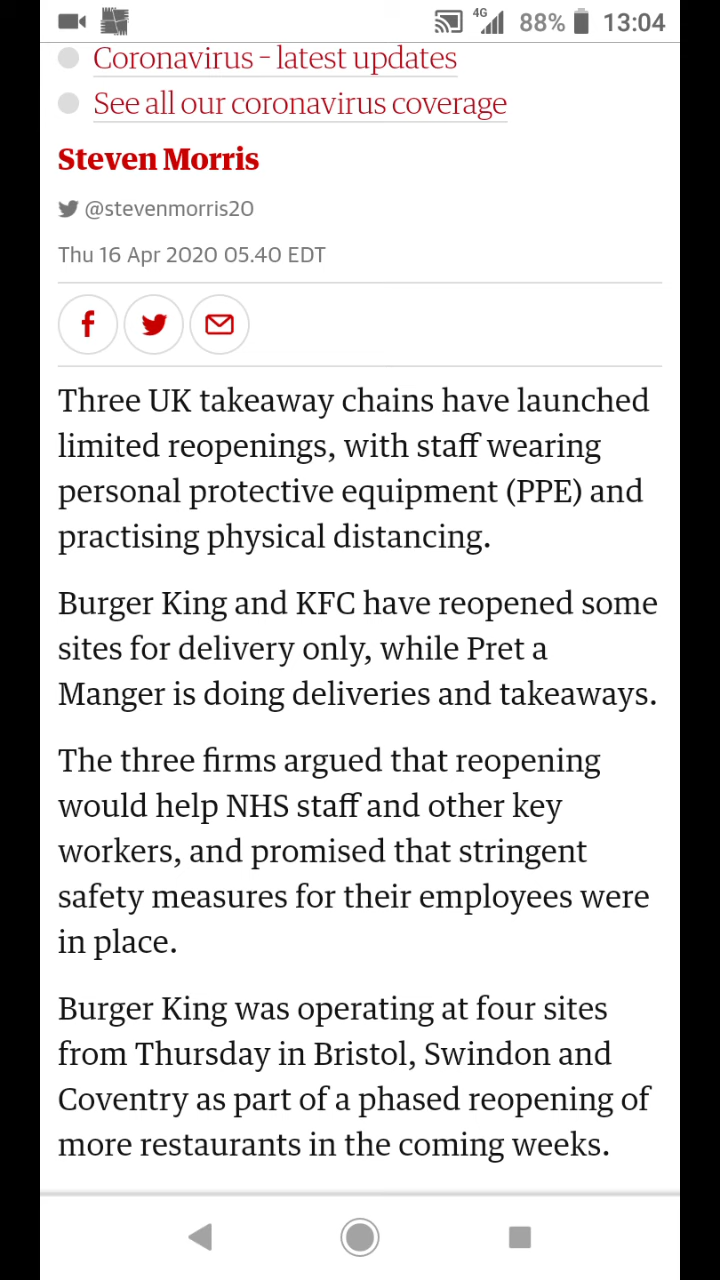 4G 88% 13:04
Coronavirus – latest updates
See all our coronavirus coverage
Steven Morris
@stevenmorris20
Thu 16 Apr 2020 05.40 EDT
Three UK takeaway chains have launched
limited reopenings, with staff wearing
personal protective equipment (PPE) and
practising physical distancing.
Burger King and KFC have reopened some
sites for delivery only, while Pret a
Manger is doing deliveries and takeaways.
The three firms argued that reopening
would help NHS staff and other key
workers, and promised that stringent
safety measures for their employees were
in place.
Burger King was operating at four sites
from Thursday in Bristol, Swindon and
Coventry as part of a phased reopening of
more restaurants in the coming weeks.